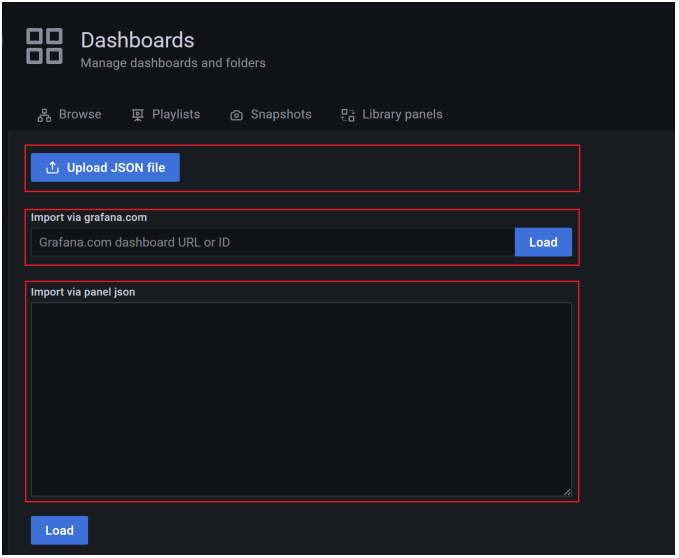 Dashboards
Manage dashboards and folders
Browse Playlists Snapshots Library panels
Upload JSON file
Import via grafana.com
Grafana.com dashboard URL or ID Load
Import via panel json
Load